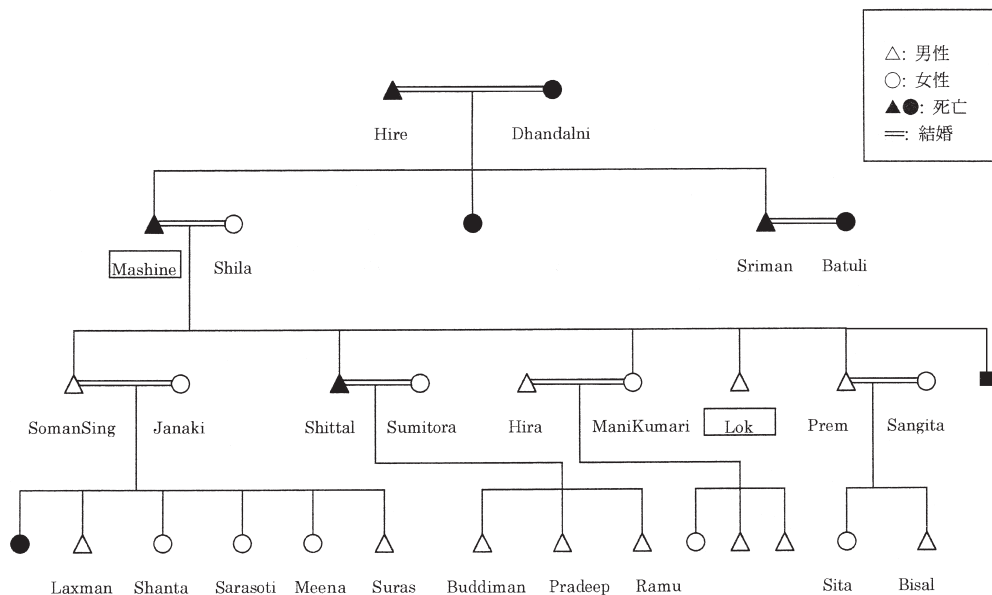 △: 男性
○: 女性
▲●: 死亡
═: 結婚
Hire Dhandalni
Mashine Shila Sriman Batuli
SomanSing Janaki Shittal Sumitora Hira ManiKumari Lok Prem Sangita
Laxman Shanta Sarasoti Meena Suras Buddiman Pradeep Ramu Sita Bisal